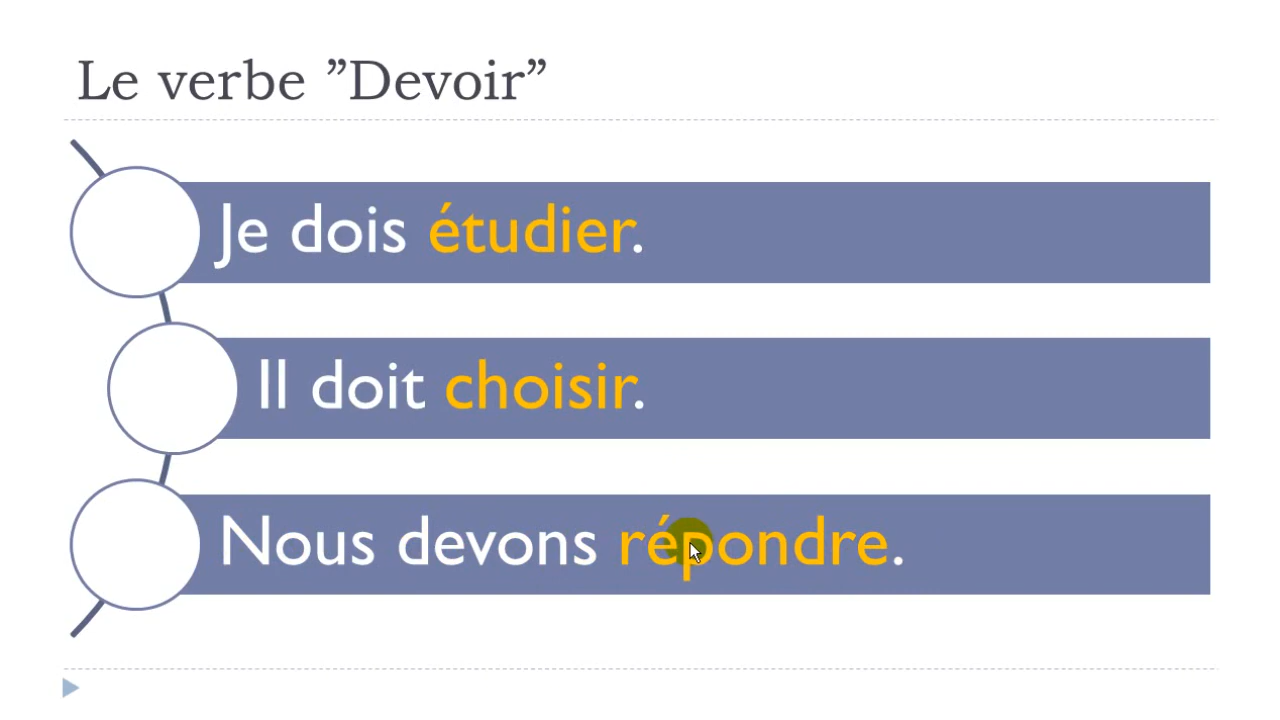 Le verbe ”Devoir”
Je dois étudier.
Il doit choisir.
Nous devons répondre.